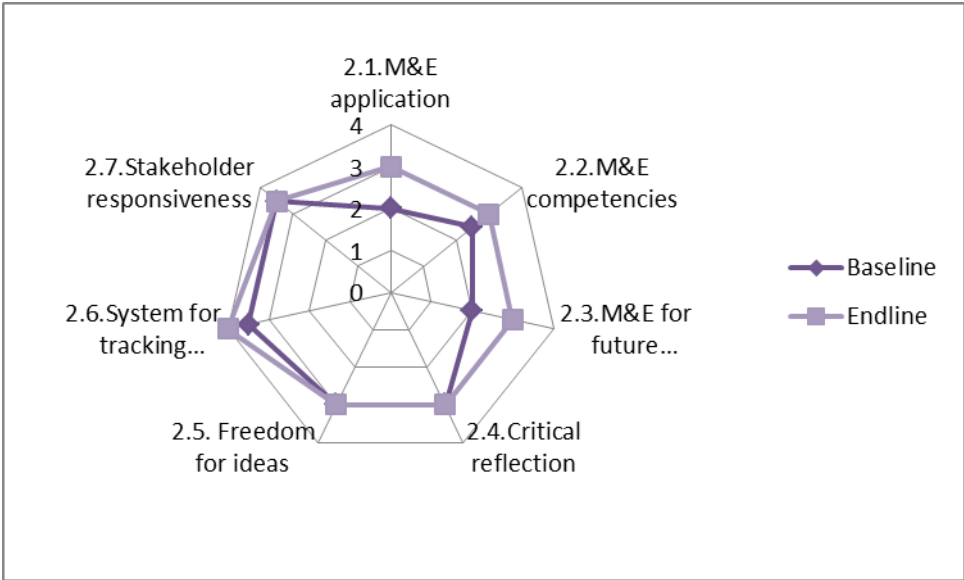 2.1.M&E
application
2.7.Stakeholder
responsiveness
2.2.M&E
competencies
4
3
2
1
0
2.6.System for
tracking...
2.3.M&E for
future...
2.5. Freedom
for ideas
2.4.Critical
reflection
Baseline
Endline